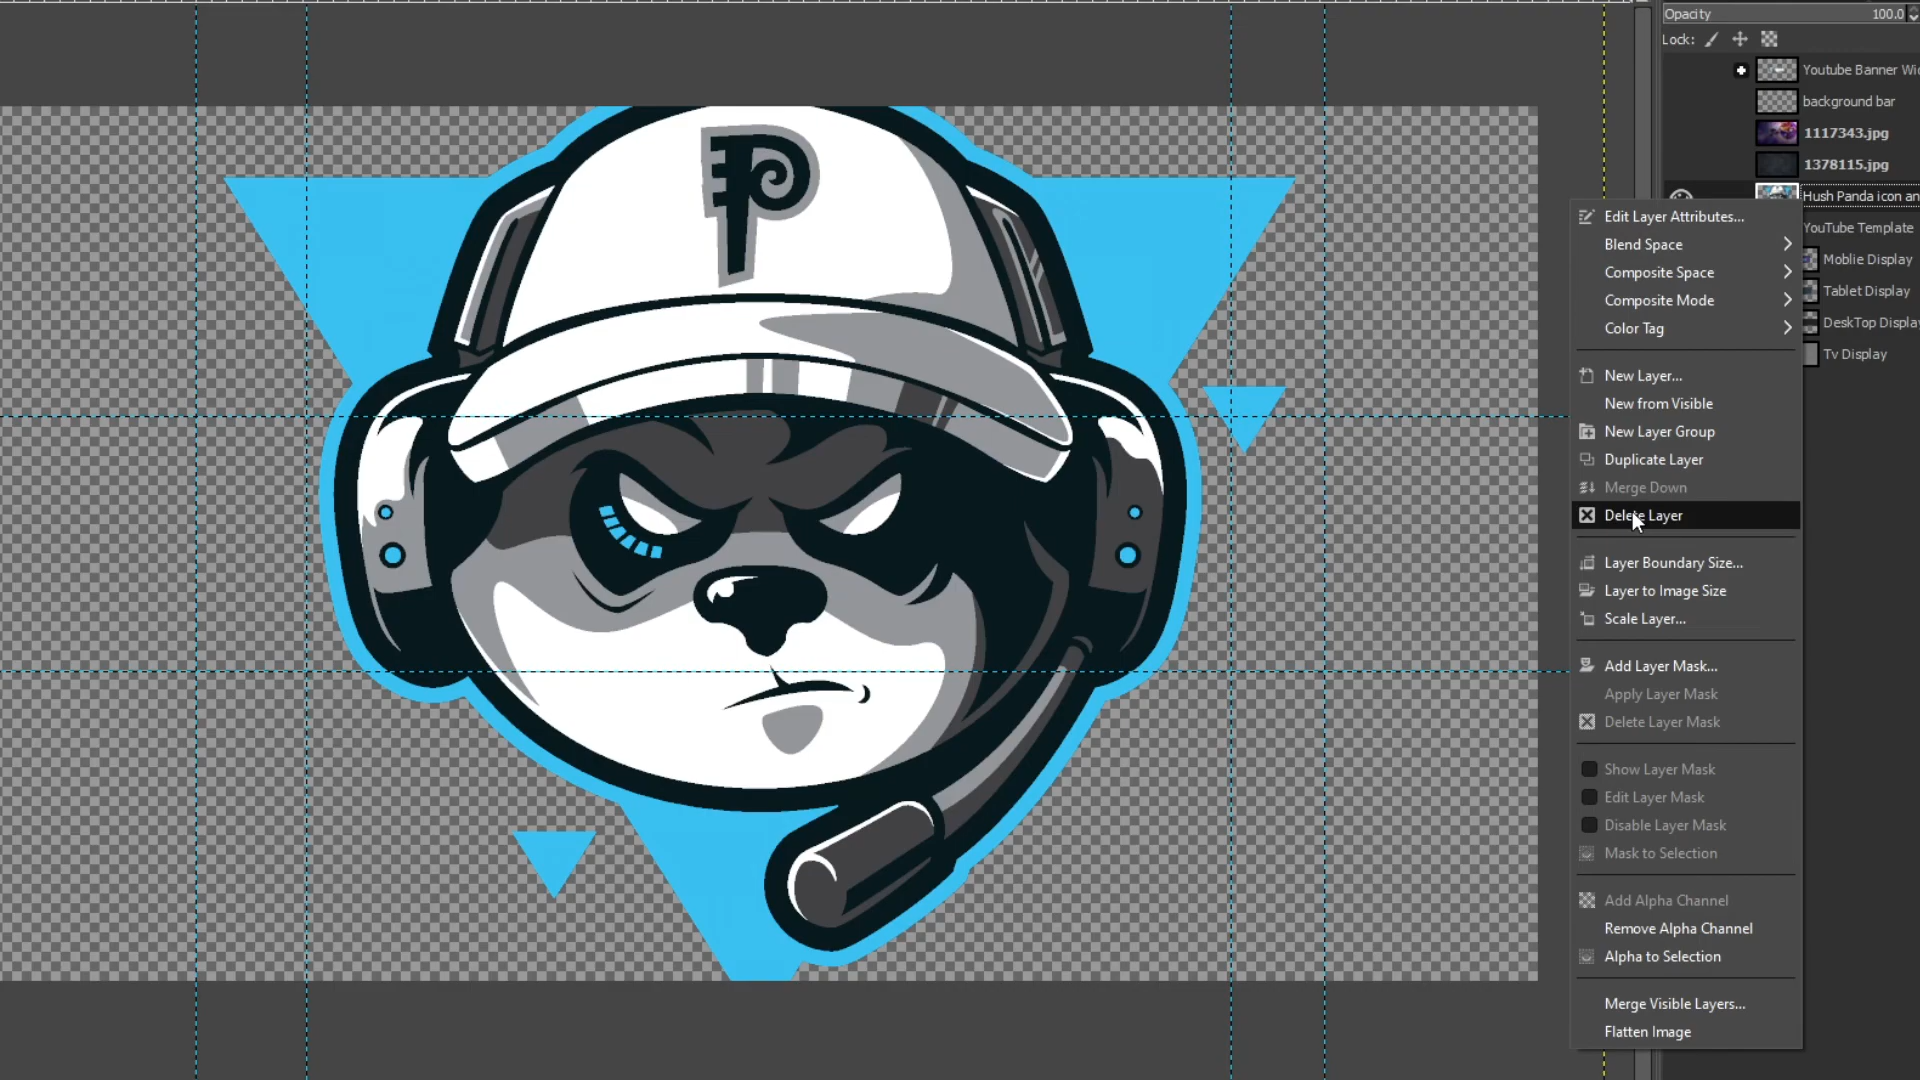 Opacity 100.0
Lock:
Youtube Banner Wi
background bar
1117343.jpg
1378115.jpg
Hush Panda icon an
YouTube Template
Moblie Display
Tablet Display
DeskTop Display
Tv Display
Edit Layer Attributes...
Blend Space
Composite Space
Composite Mode
Color Tag
New Layer...
New from Visible
New Layer Group
Duplicate Layer
Merge Down
Delete Layer
Layer Boundary Size...
Layer to Image Size
Scale Layer...
Add Layer Mask...
Apply Layer Mask
Delete Layer Mask
Show Layer Mask
Edit Layer Mask
Disable Layer Mask
Mask to Selection
Add Alpha Channel
Remove Alpha Channel
Alpha to Selection
Merge Visible Layers...
Flatten Image
P